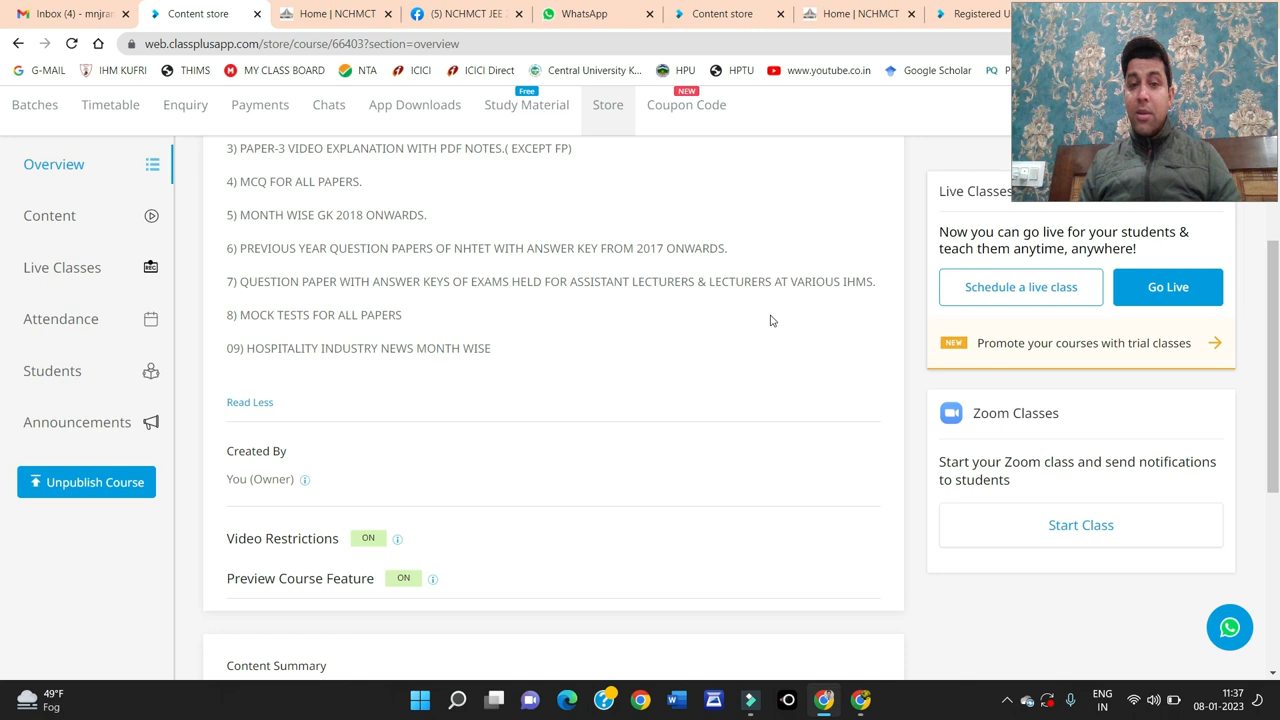 Inbox (60) - mnjran
Content store
Home | NCHMCT
(5) NCHMCT JEE
WhatsApp
Content store
Home | NCHMCT
Registered U
web.classplusapp.com/store/course/66403?section=overview
G-MAIL
IHM KUFRI
THIMS
MY CLASS BOARD
NTA
ICICI
ICICI Direct
Central University K...
HPU
HPTU
www.youtube.co.in
Google Scholar
PQ
Batches
Timetable
Enquiry
Payments
Chats
App Downloads
Free
Study Material
Store
NEW
Coupon Code
Overview
Content
Live Classes
REC
Attendance
Students
Announcements
Unpublish Course
3) PAPER-3 VIDEO EXPLANATION WITH PDF NOTES.( EXCEPT FP)
4) MCQ FOR ALL PAPERS.
5) MONTH WISE GK 2018 ONWARDS.
6) PREVIOUS YEAR QUESTION PAPERS OF NHTET WITH ANSWER KEY FROM 2017 ONWARDS.
7) QUESTION PAPER WITH ANSWER KEYS OF EXAMS HELD FOR ASSISTANT LECTURERS & LECTURERS AT VARIOUS IHMS.
8) MOCK TESTS FOR ALL PAPERS
09) HOSPITALITY INDUSTRY NEWS MONTH WISE
Read Less
Created By
You (Owner)
Video Restrictions ON
Preview Course Feature ON
Content Summary
Live Classes
Now you can go live for your students &
teach them anytime, anywhere!
Schedule a live class
Go Live
NEW Promote your courses with trial classes
Zoom Classes
Start your Zoom class and send notifications
to students
Start Class
49°F
Fog
ENG
IN
11:37
08-01-2023